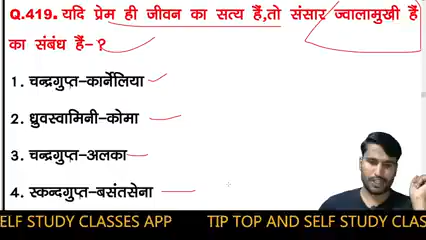 Q.419. यदि प्रेम ही जीवन का सत्य हैं,तो संसार ज्वालामुखी हैं
का संबंध हैं-?
1. चन्द्रगुप्त-कार्नेलिया
2. ध्रुवस्वामिनी-कोमा
3. चन्द्रगुप्त-अलका
4. स्कन्दगुप्त-बसंतसेना
SELF STUDY CLASSES APP TIP TOP AND SELF STUDY CLAS